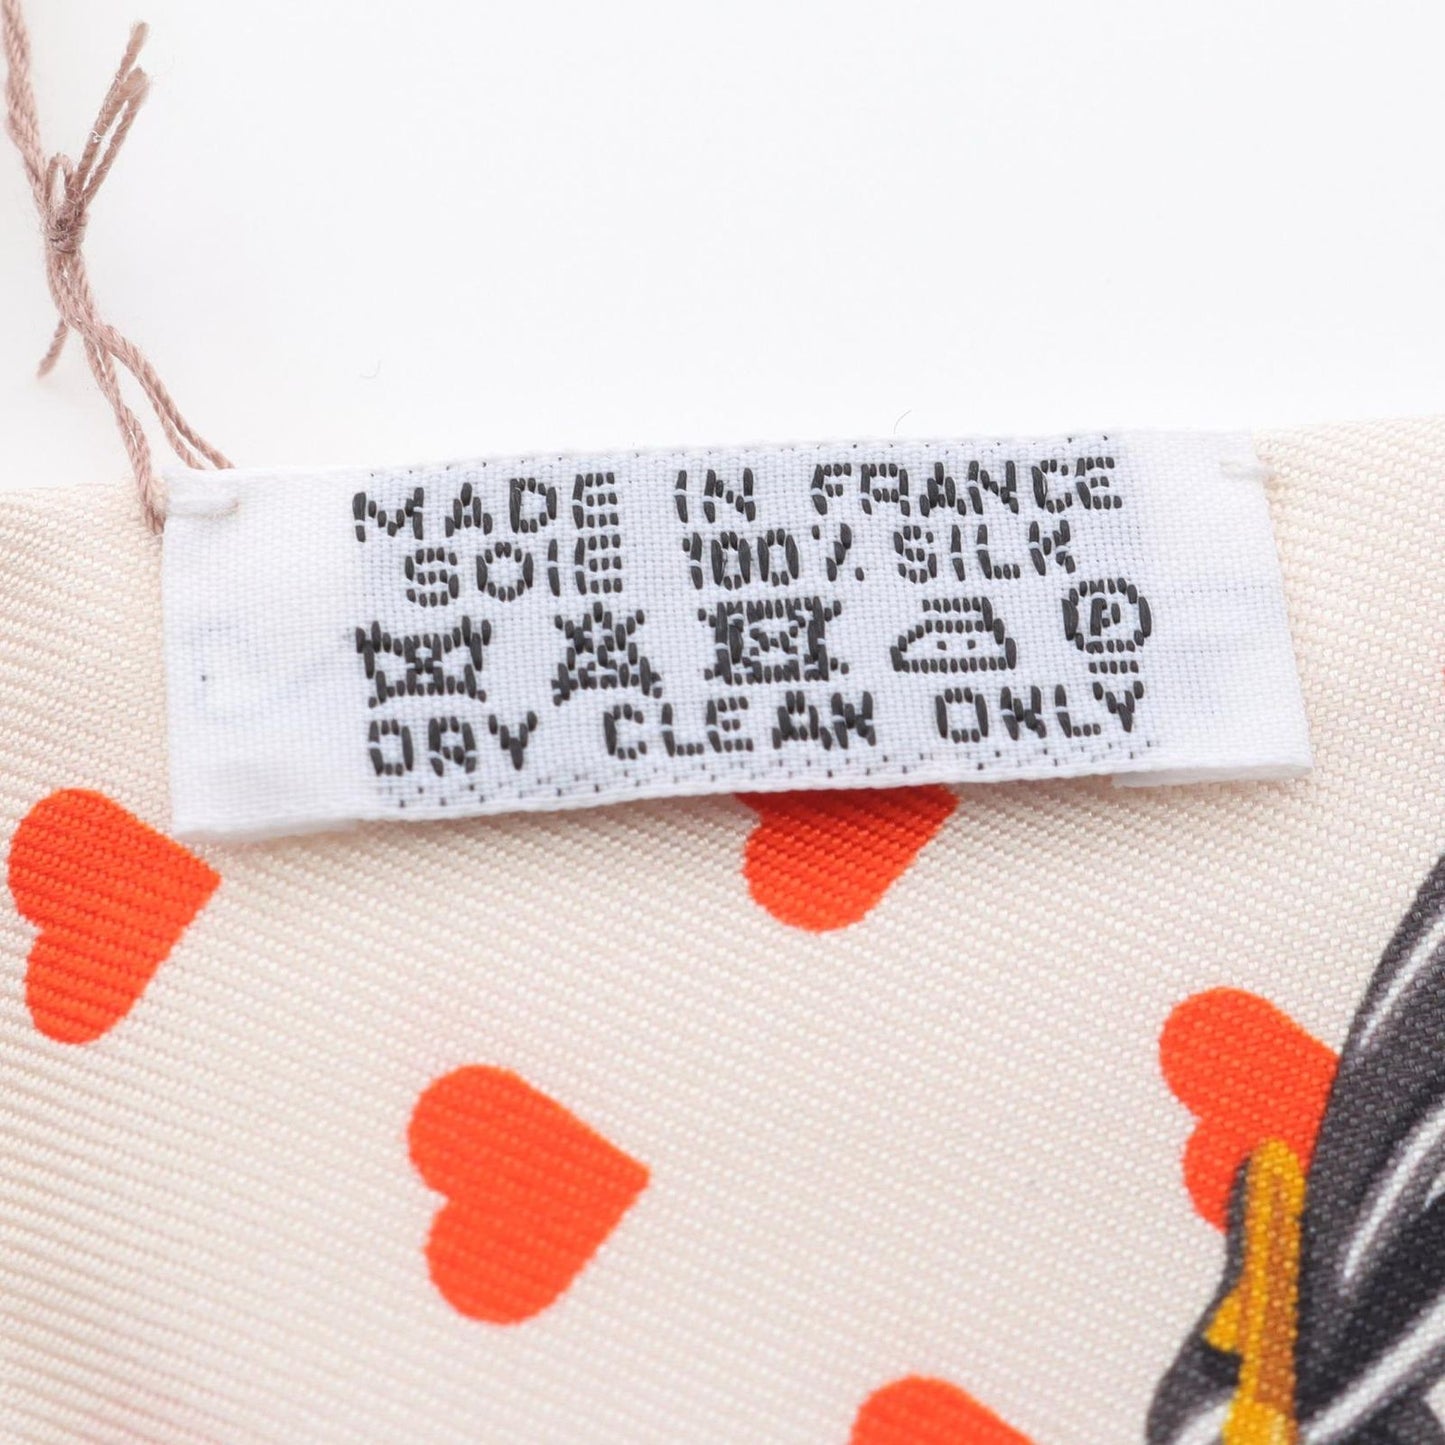 MADE IN FRANCE
SOIE 100% SILK
P
DRY CLEAN ONLY